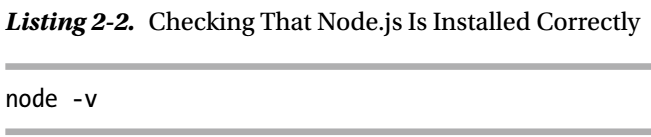 Listing 2-2. Checking That Node.js Is Installed Correctly
node -v